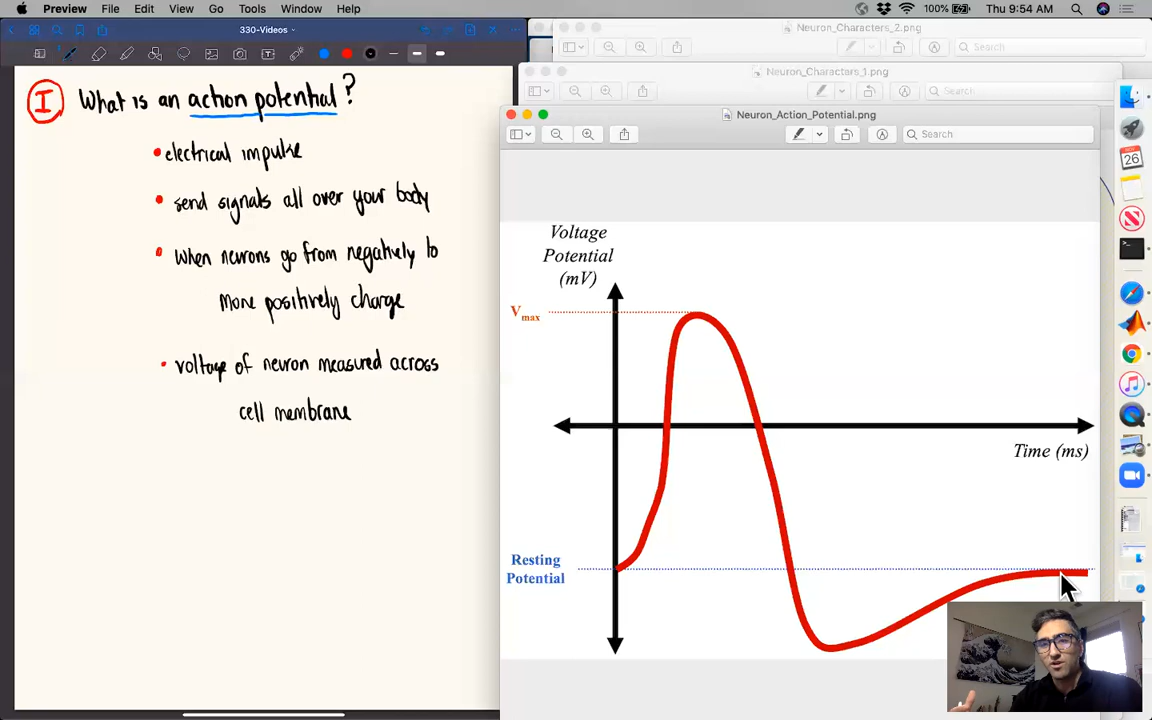 Preview File Edit View Go Tools Window Help
100% Thu 9:54 AM
330-Videos
Neuron_Characters_2.png
Search
Neuron_Characters_1.png
Search
Neuron_Action_Potential.png
Search
I What is an action potential?
• electrical impulse
• send signals all over your body
• When neurons go from negatively to
more positively charge
• voltage of neuron measured across
cell membrane
Voltage
Potential
(mV)
Vmax
Time (ms)
Resting
Potential
26